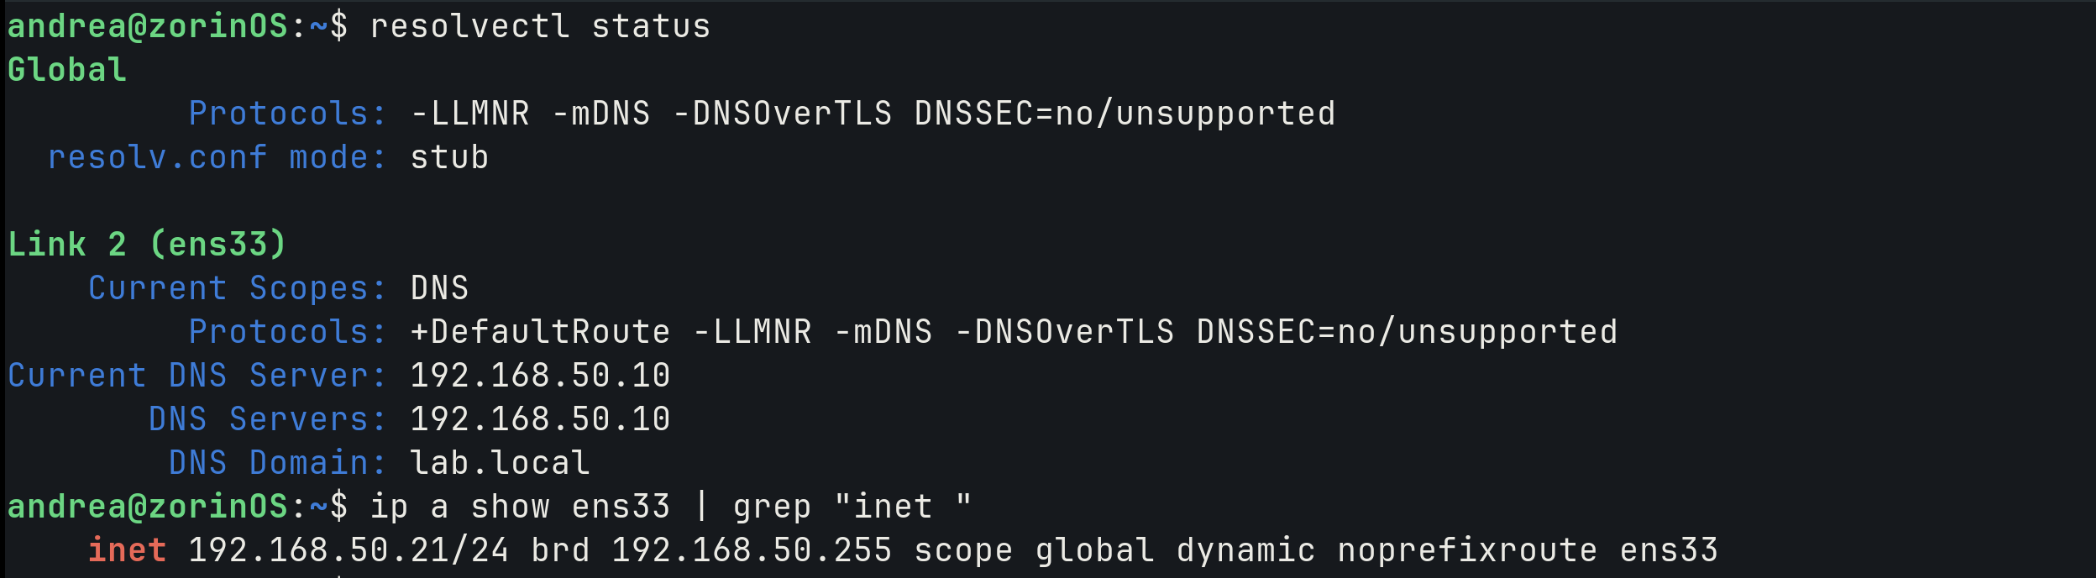 andrea@zorinOS:~$ resolvectl status
Global
Protocols: -LLMNR -mDNS -DNSOverTLS DNSSEC=no/unsupported
resolv.conf mode: stub
Link 2 (ens33)
Current Scopes: DNS
Protocols: +DefaultRoute -LLMNR -mDNS -DNSOverTLS DNSSEC=no/unsupported
Current DNS Server: 192.168.50.10
DNS Servers: 192.168.50.10
DNS Domain: lab.local
andrea@zorinOS:~$ ip a show ens33 | grep "inet "
inet 192.168.50.21/24 brd 192.168.50.255 scope global dynamic noprefixroute ens33